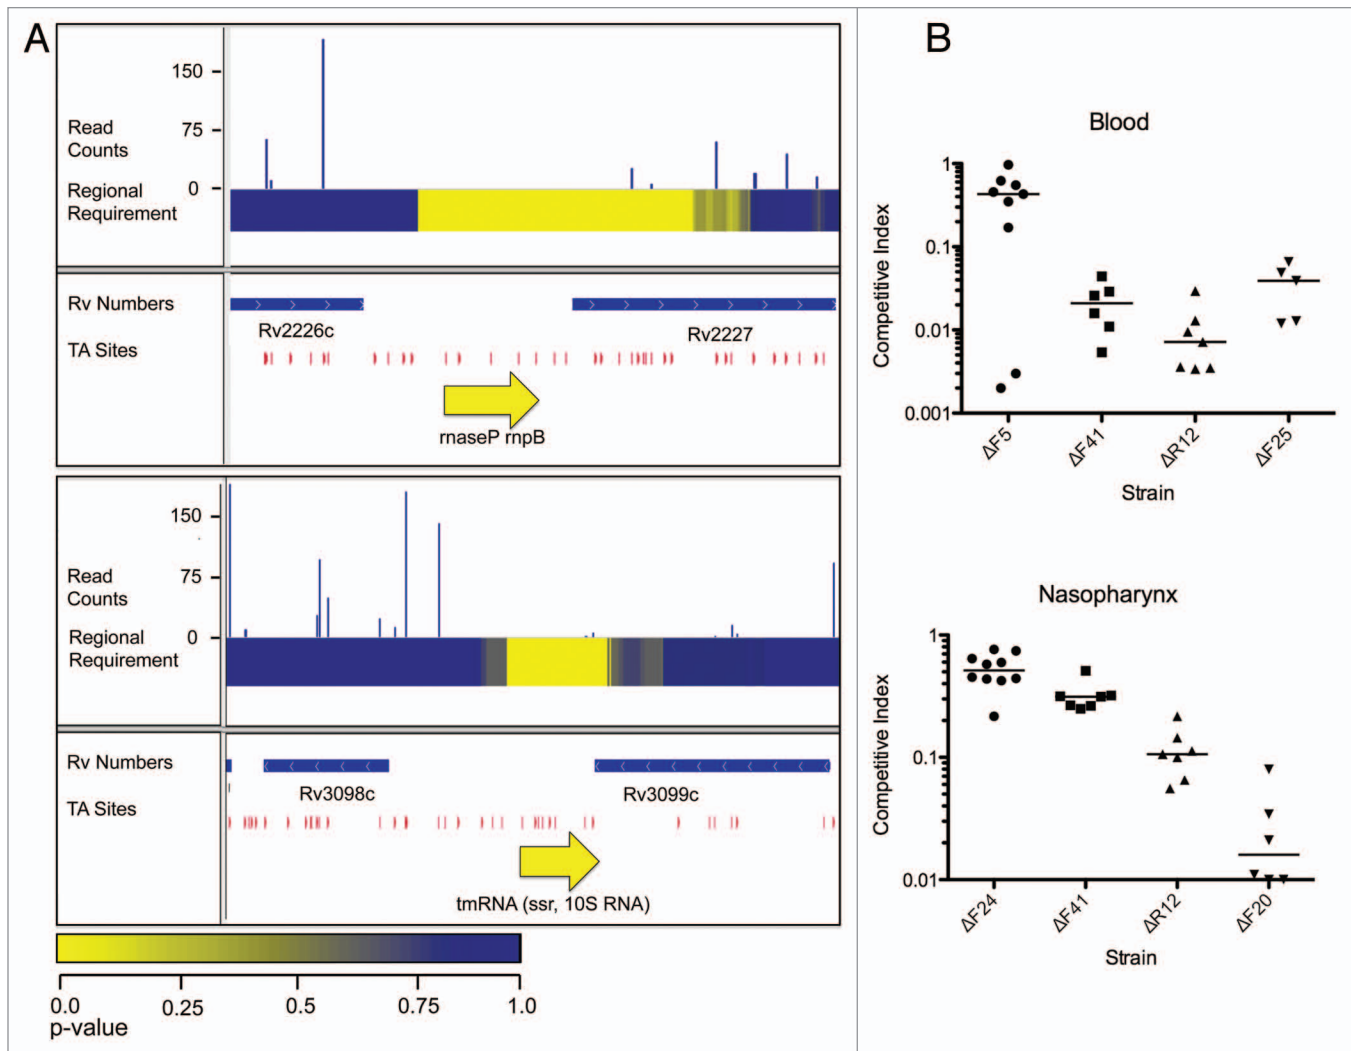 A
150
75
0
Read
Counts
Regional
Requirement
Rv Numbers
Rv2226c
Rv2227
TA Sites
rnaseP rnpB
150
75
0
Read
Counts
Regional
Requirement
Rv Numbers
Rv3098c
Rv3099c
TA Sites
tmRNA (ssr, 10S RNA)
0.0 0.25 0.5 0.75 1.0
p-value
B
Blood
Competitive Index
1
0.1
0.01
0.001
ΔF5 ΔF41 ΔR12 ΔF25
Strain
Nasopharynx
Competitive Index
1
0.1
0.01
ΔF24 ΔF41 ΔR12 ΔF20
Strain